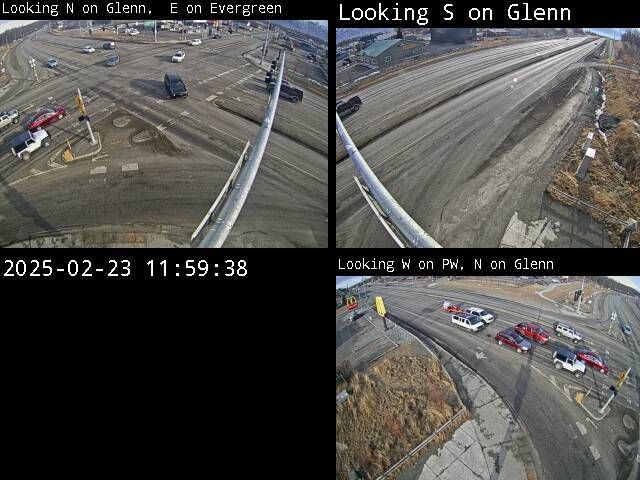 Looking N on Glenn,  E on Evergreen
Looking S on Glenn
2025-02-23 11:59:38
Looking W on PW, N on Glenn